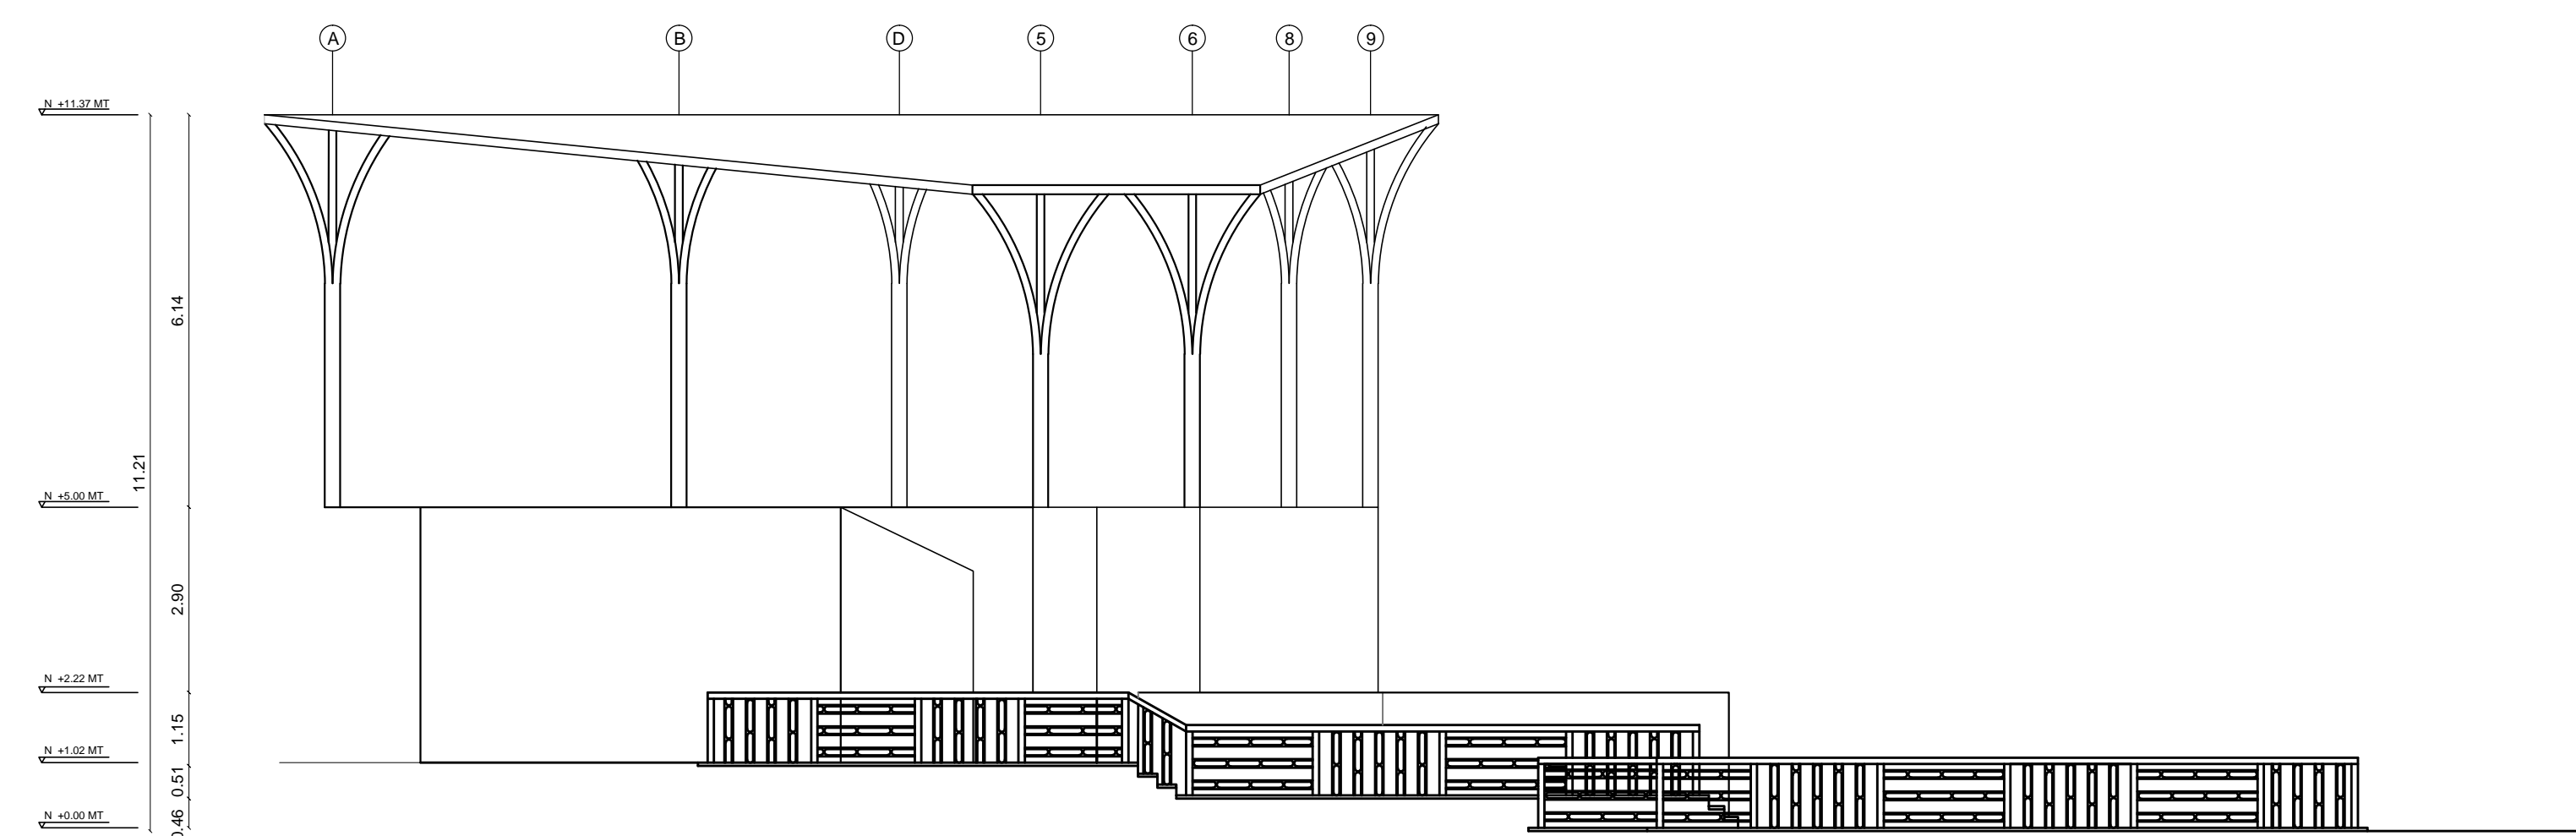 A B D 5 6 8 9
N +11.37 MT
6.14
11.21
N +5.00 MT
2.90
N +2.22 MT
1.15
N +1.02 MT
0.51
N +0.00 MT
0.46